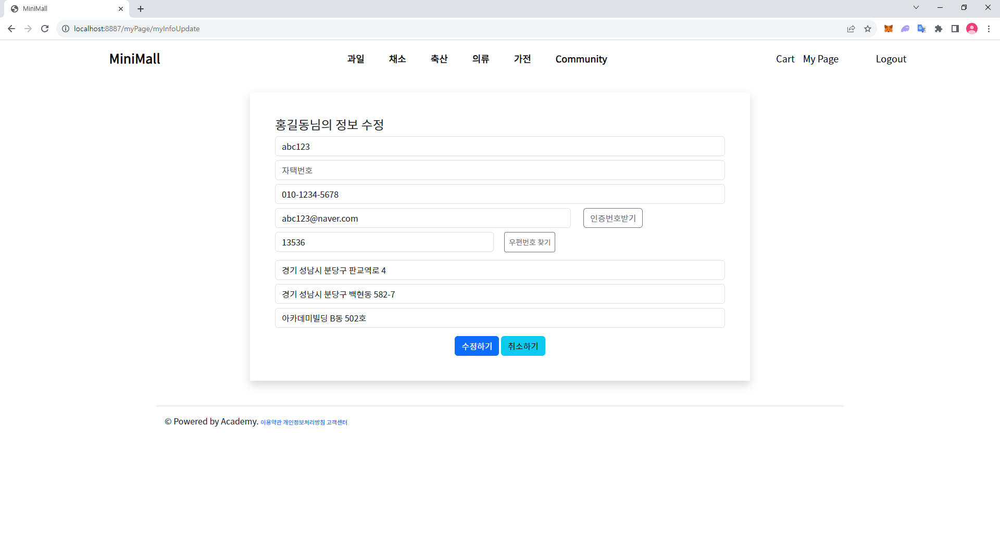 MiniMall
localhost:8887/myPage/myInfoUpdate
MiniMall 과일 채소 축산 의류 가전 Community Cart My Page Logout
홍길동님의 정보 수정
abc123
자택번호
010-1234-5678
abc123@naver.com 인증번호받기
13536 우편번호 찾기
경기 성남시 분당구 판교역로 4
경기 성남시 분당구 백현동 582-7
아카데미빌딩 B동 502호
수정하기 취소하기
© Powered by Academy. 이용약관 개인정보처리방침 고객센터